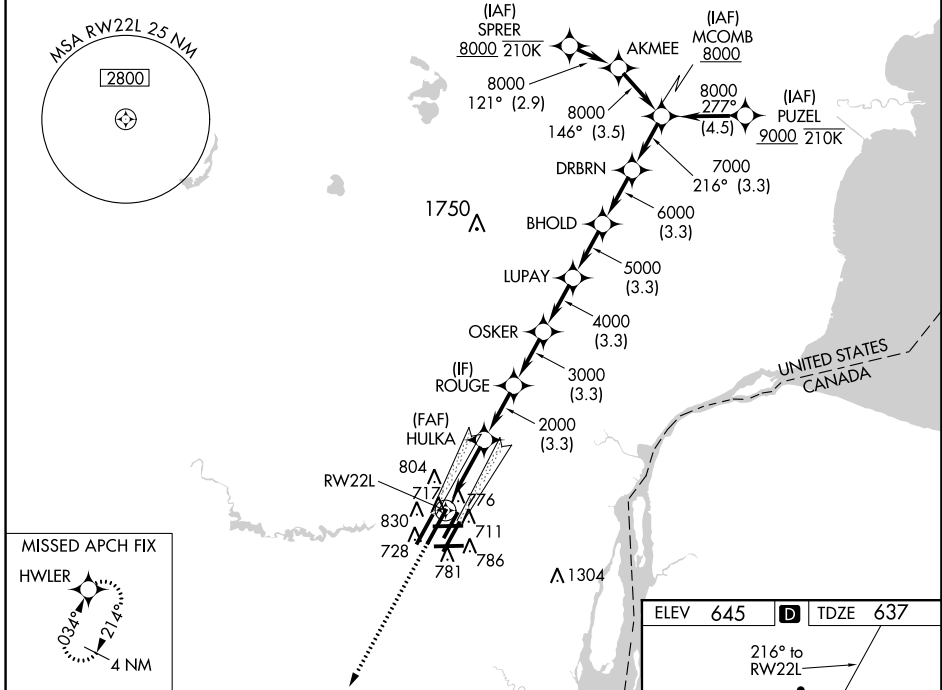 MSA RW22L 25 NM
2800
(IAF)
SPRER
8000 210K
AKMEE
(IAF)
MCOMB
8000
8000
121° (2.9)
8000
146° (3.5)
8000
277°
(4.5)
(IAF)
PUZEL
9000 210K
DRBRN
7000
216° (3.3)
1750
BHOLD
6000
(3.3)
LUPAY
5000
(3.3)
OSKER
4000
(3.3)
UNITED STATES
CANADA
(IF)
ROUGE
3000
(3.3)
(FAF)
HULKA
2000
(3.3)
804
RW22L
717
776
830
711
728
786
781
1304
MISSED APCH FIX
HWLER
034°
214°
4 NM
ELEV 645 D TDZE 637
216° to
RW22L